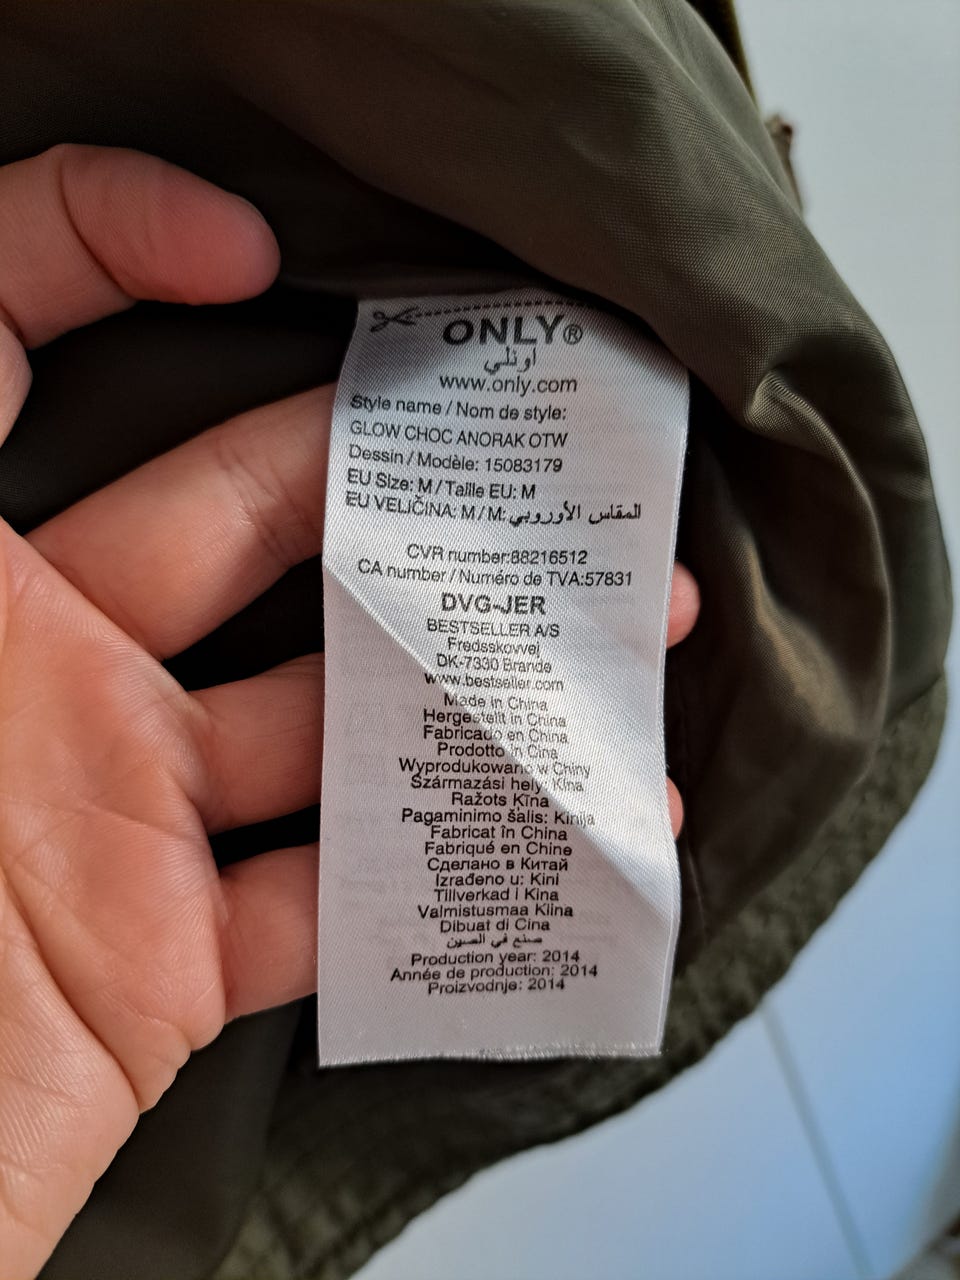 ONLY®
اونلي
www.only.com
Style name / Nom de style:
GLOW CHOC ANORAK OTW
Dessin / Modèle: 15083179
EU Size: M / Taille EU: M
EU VELIČINA: M / M: المقاس الأوروبي
CVR number:88216512
CA number / Numéro de TVA:57831
DVG-JER
BESTSELLER A/S
Fredsskovvej
DK-7330 Brande
www.bestseller.com
Made in China
Hergestellt in China
Fabricado en China
Prodotto in Cina
Wyprodukowano w Chiny
Származási hely: Kína
Ražots Ķīna
Pagaminimo šalis: Kinija
Fabricat în China
Fabriqué en Chine
Сделано в Китай
Izrađeno u: Kini
Tillverkad i Kina
Valmistusmaa Kiina
Dibuat di Cina
صنع في الصين
Production year: 2014
Année de production: 2014
Proizvodnje: 2014